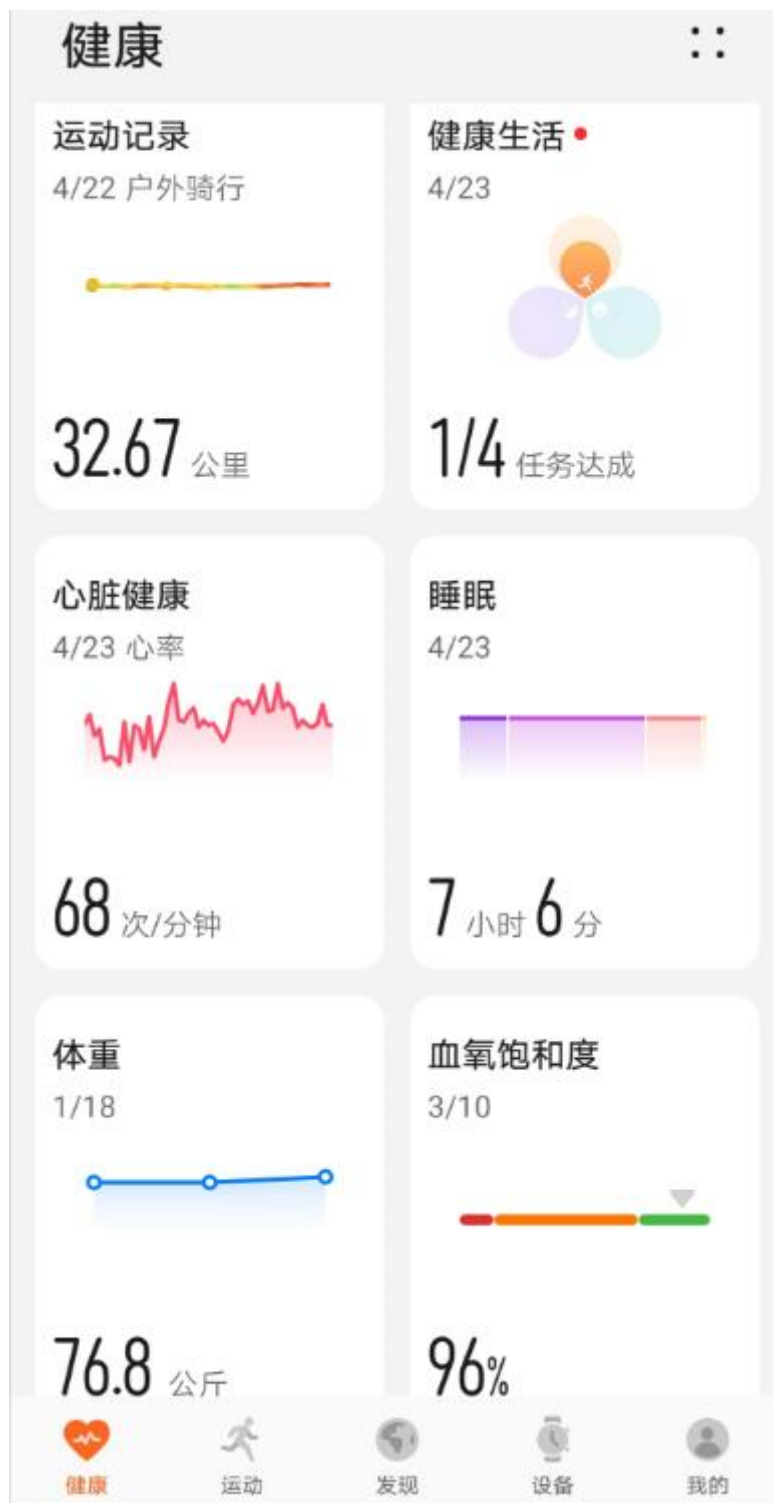 健康
运动记录
4/22 户外骑行
32.67 公里
健康生活
4/23
1/4 任务达成
心脏健康
4/23 心率
68 次/分钟
睡眠
4/23
7 小时 6 分
体重
1/18
76.8 公斤
血氧饱和度
3/10
96%
健康
运动
发现
设备
我的